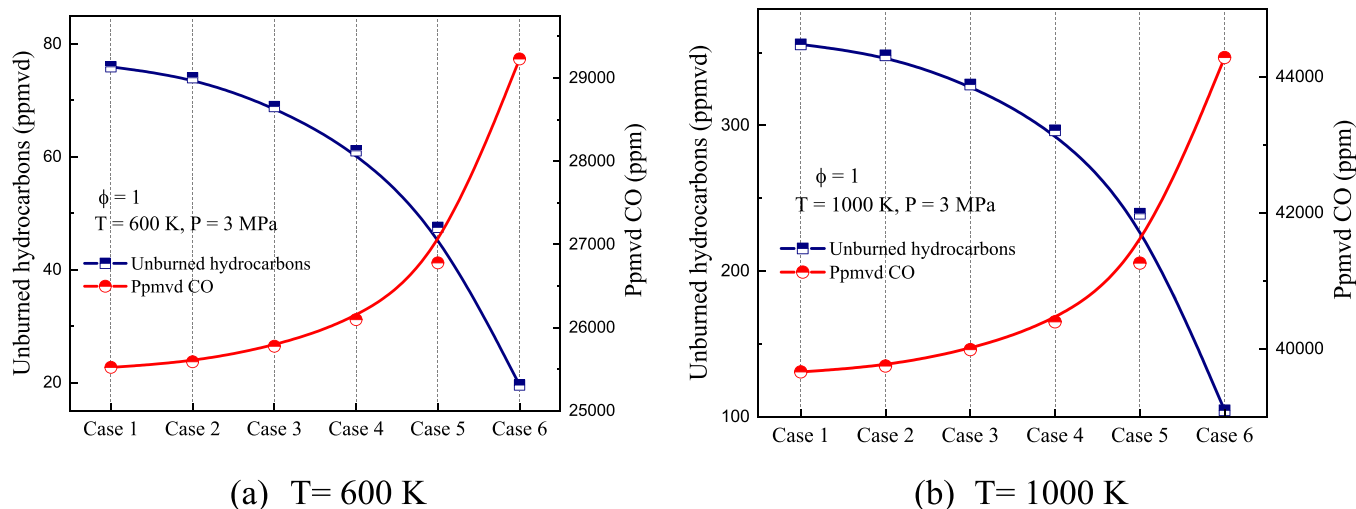 Unburned hydrocarbons (ppmvd)
80
60
40
20
ϕ = 1
T = 600 K, P = 3 MPa
Unburned hydrocarbons
Ppmvd CO
29000
28000
27000
26000
25000
Ppmvd CO (ppm)
Case 1 Case 2 Case 3 Case 4 Case 5 Case 6
(a) T= 600 K
Unburned hydrocarbons (ppmvd)
300
200
100
ϕ = 1
T = 1000 K, P = 3 MPa
Unburned hydrocarbons
Ppmvd CO
44000
42000
40000
Ppmvd CO (ppm)
Case 1 Case 2 Case 3 Case 4 Case 5 Case 6
(b) T= 1000 K